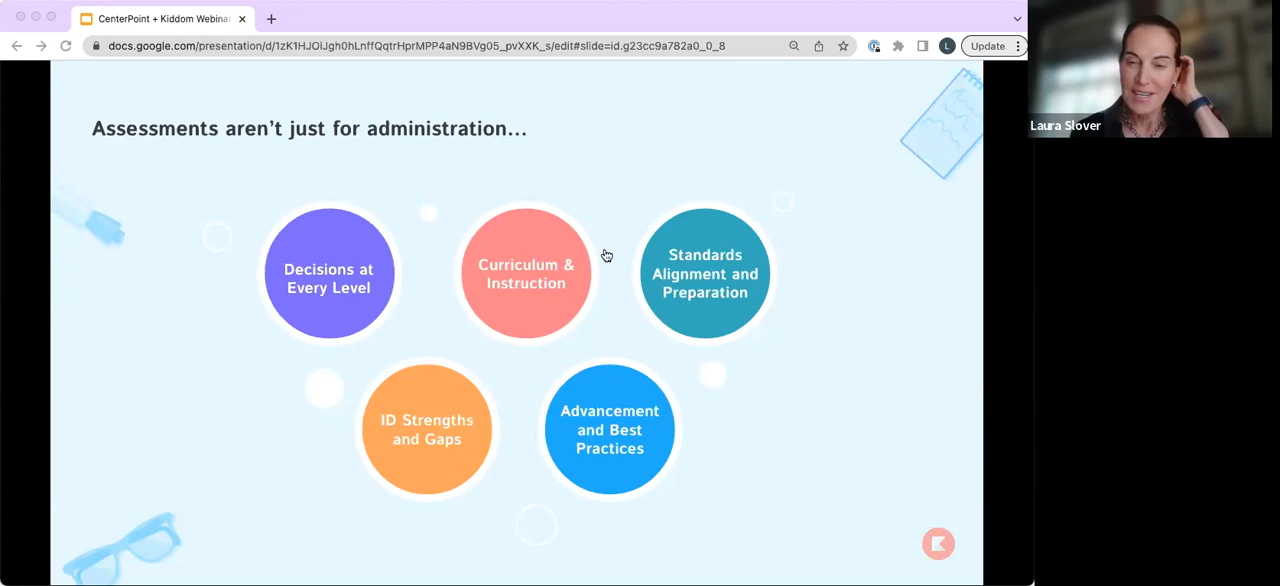 CenterPoint + Kiddom Webina
docs.google.com/presentation/d/1zK1HJOiJgh0hLnffQqtrHprMPP4aN9BVg05_pvXXK_s/edit#slide=id.g23cc9a782a0_0_8
L
Update
Laura Slover
Assessments aren't just for administration...
Decisions at
Every Level
Curriculum &
Instruction
Standards
Alignment and
Preparation
ID Strengths
and Gaps
Advancement
and Best
Practices